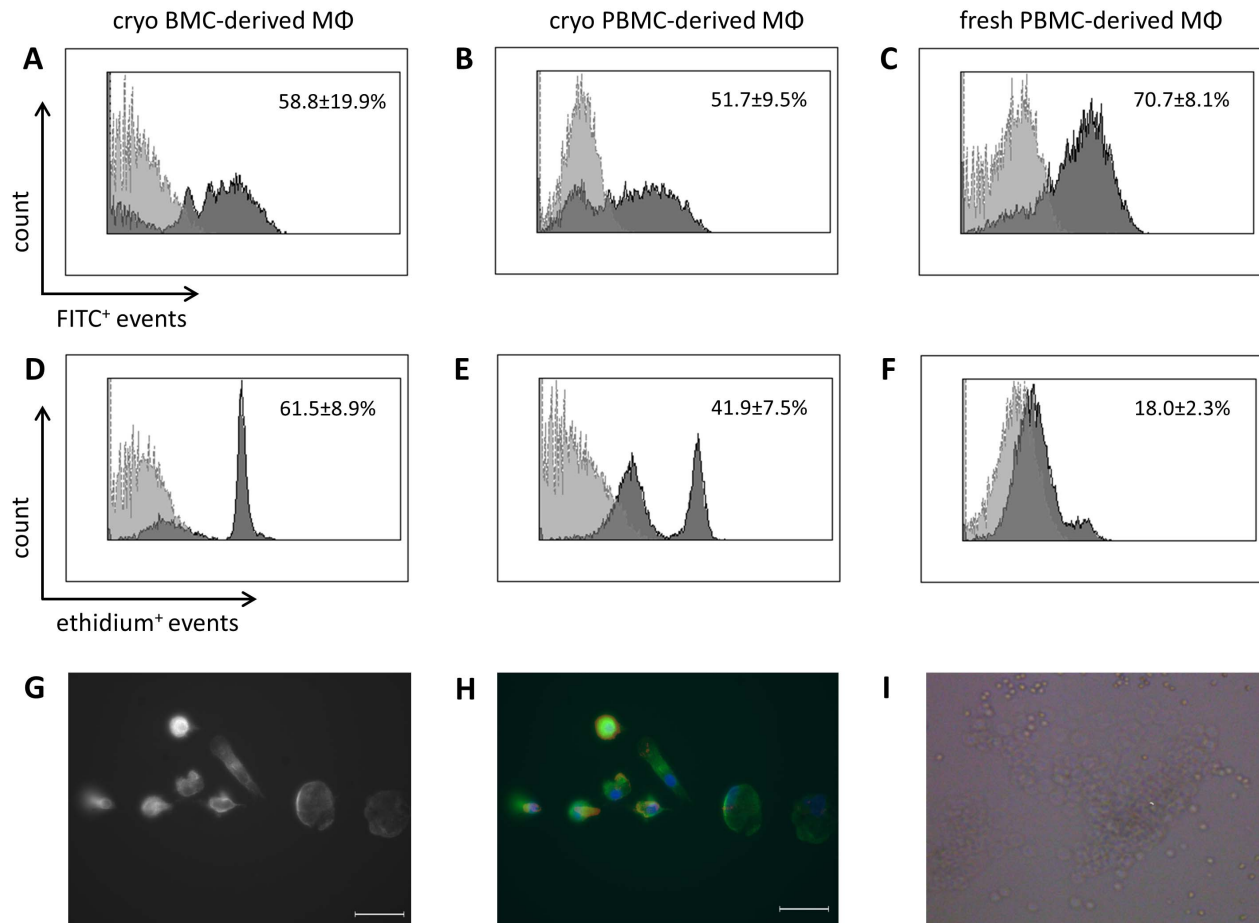 cryo BMC-derived MΦ
cryo PBMC-derived MΦ
fresh PBMC-derived MΦ
A
58.8±19.9%
B
51.7±9.5%
C
70.7±8.1%
count
FITC⁺ events
D
61.5±8.9%
E
41.9±7.5%
F
18.0±2.3%
count
ethidium⁺ events
G
H
I